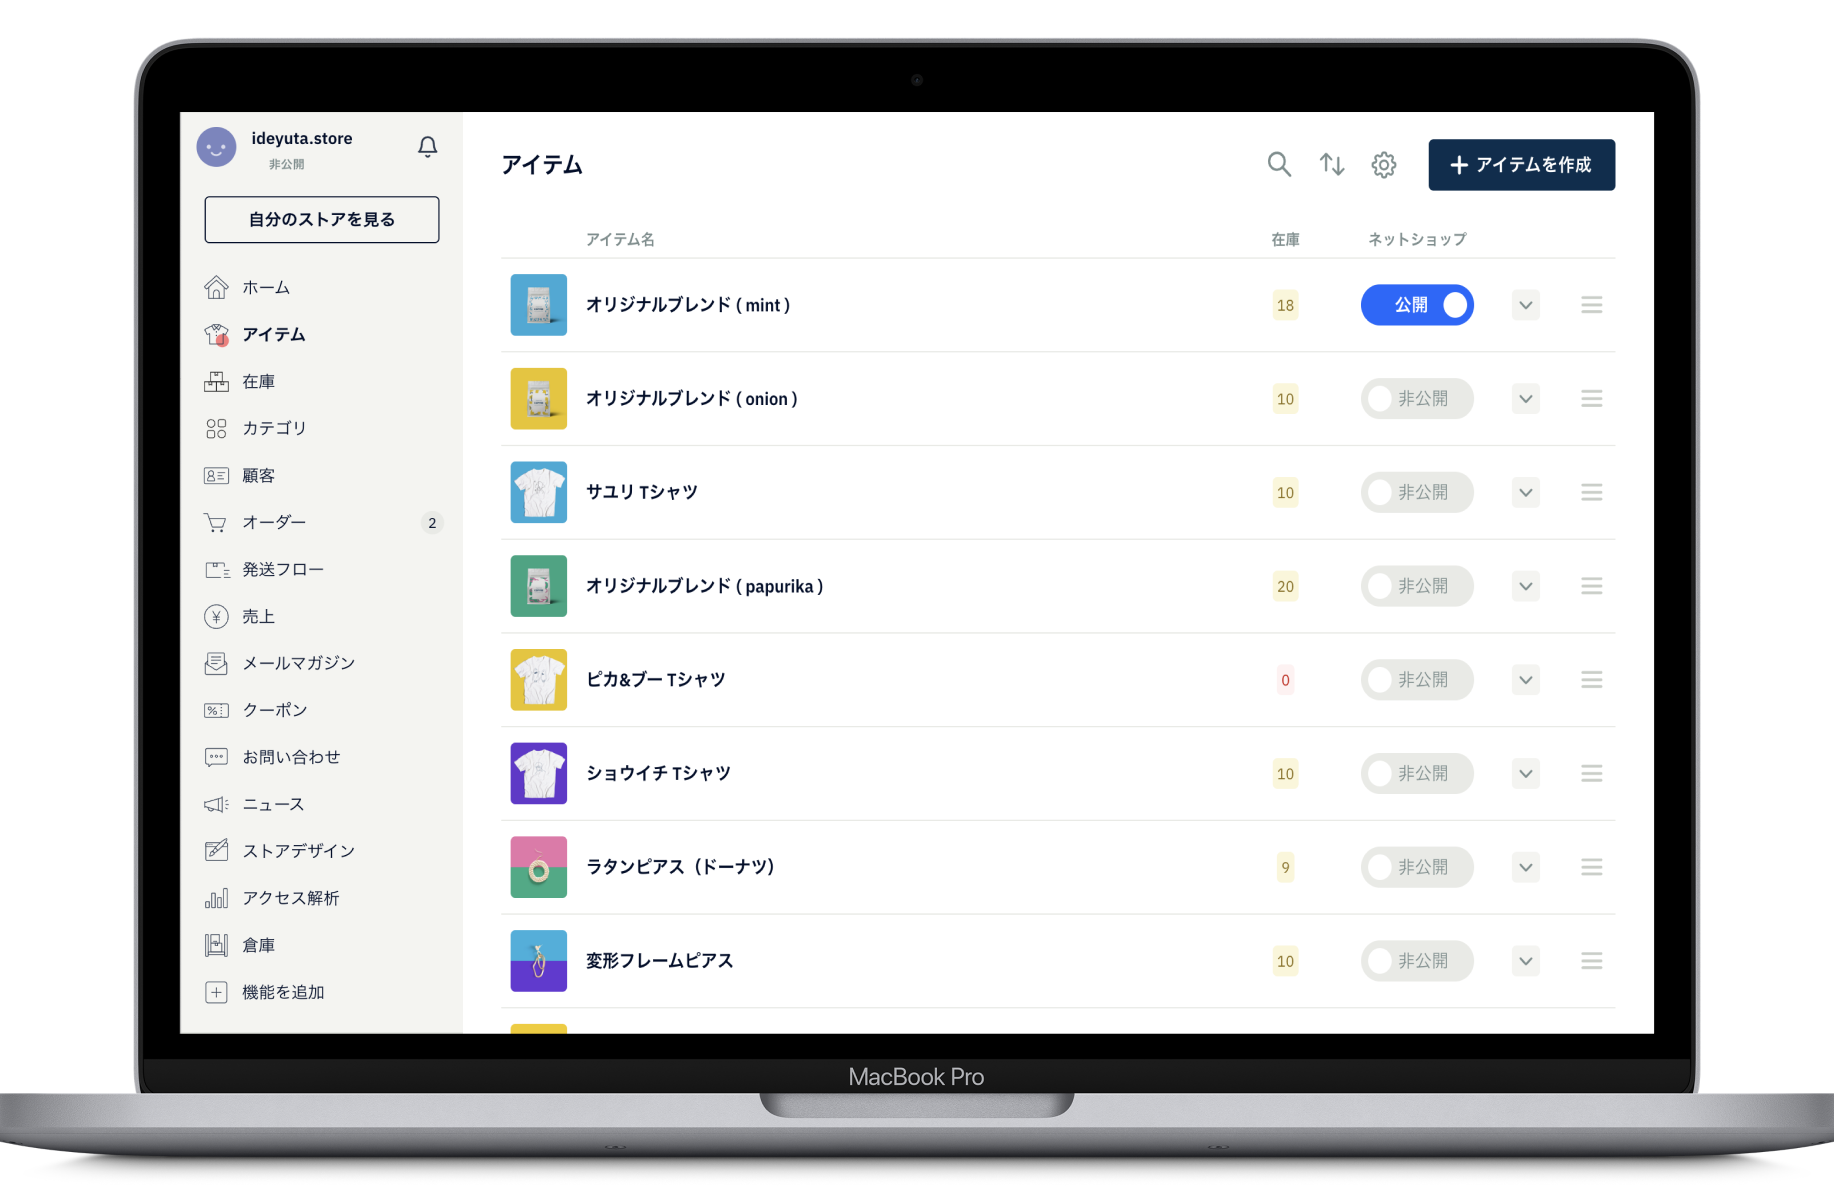 ideyuta.store
非公開
自分のストアを見る
ホーム
アイテム
在庫
カテゴリ
顧客
オーダー 2
発送フロー
売上
メールマガジン
クーポン
お問い合わせ
ニュース
ストアデザイン
アクセス解析
倉庫
機能を追加
アイテム
+ アイテムを作成
アイテム名 在庫 ネットショップ
オリジナルブレンド ( mint ) 18 公開
オリジナルブレンド ( onion ) 10 非公開
サユリ Tシャツ 10 非公開
オリジナルブレンド ( papurika ) 20 非公開
ピカ&ブー Tシャツ 0 非公開
ショウイチ Tシャツ 10 非公開
ラタンピアス（ドーナツ） 9 非公開
変形フレームピアス 10 非公開
MacBook Pro